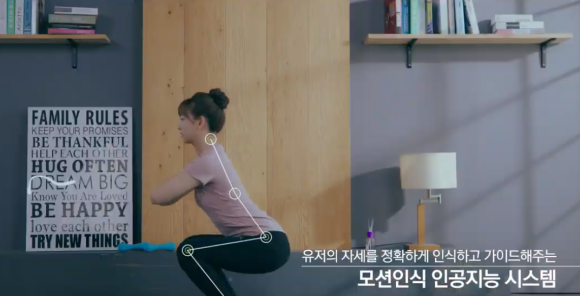 FAMILY RULES
KEEP YOUR PROMISES
BE THANKFUL
HELP EACH OTHER
HUG OFTEN
DREAM BIG
Know You Are Loved
BE HAPPY
love each other
TRY NEW THINGS
유저의 자세를 정확하게 인식하고 가이드해주는
모션인식 인공지능 시스템